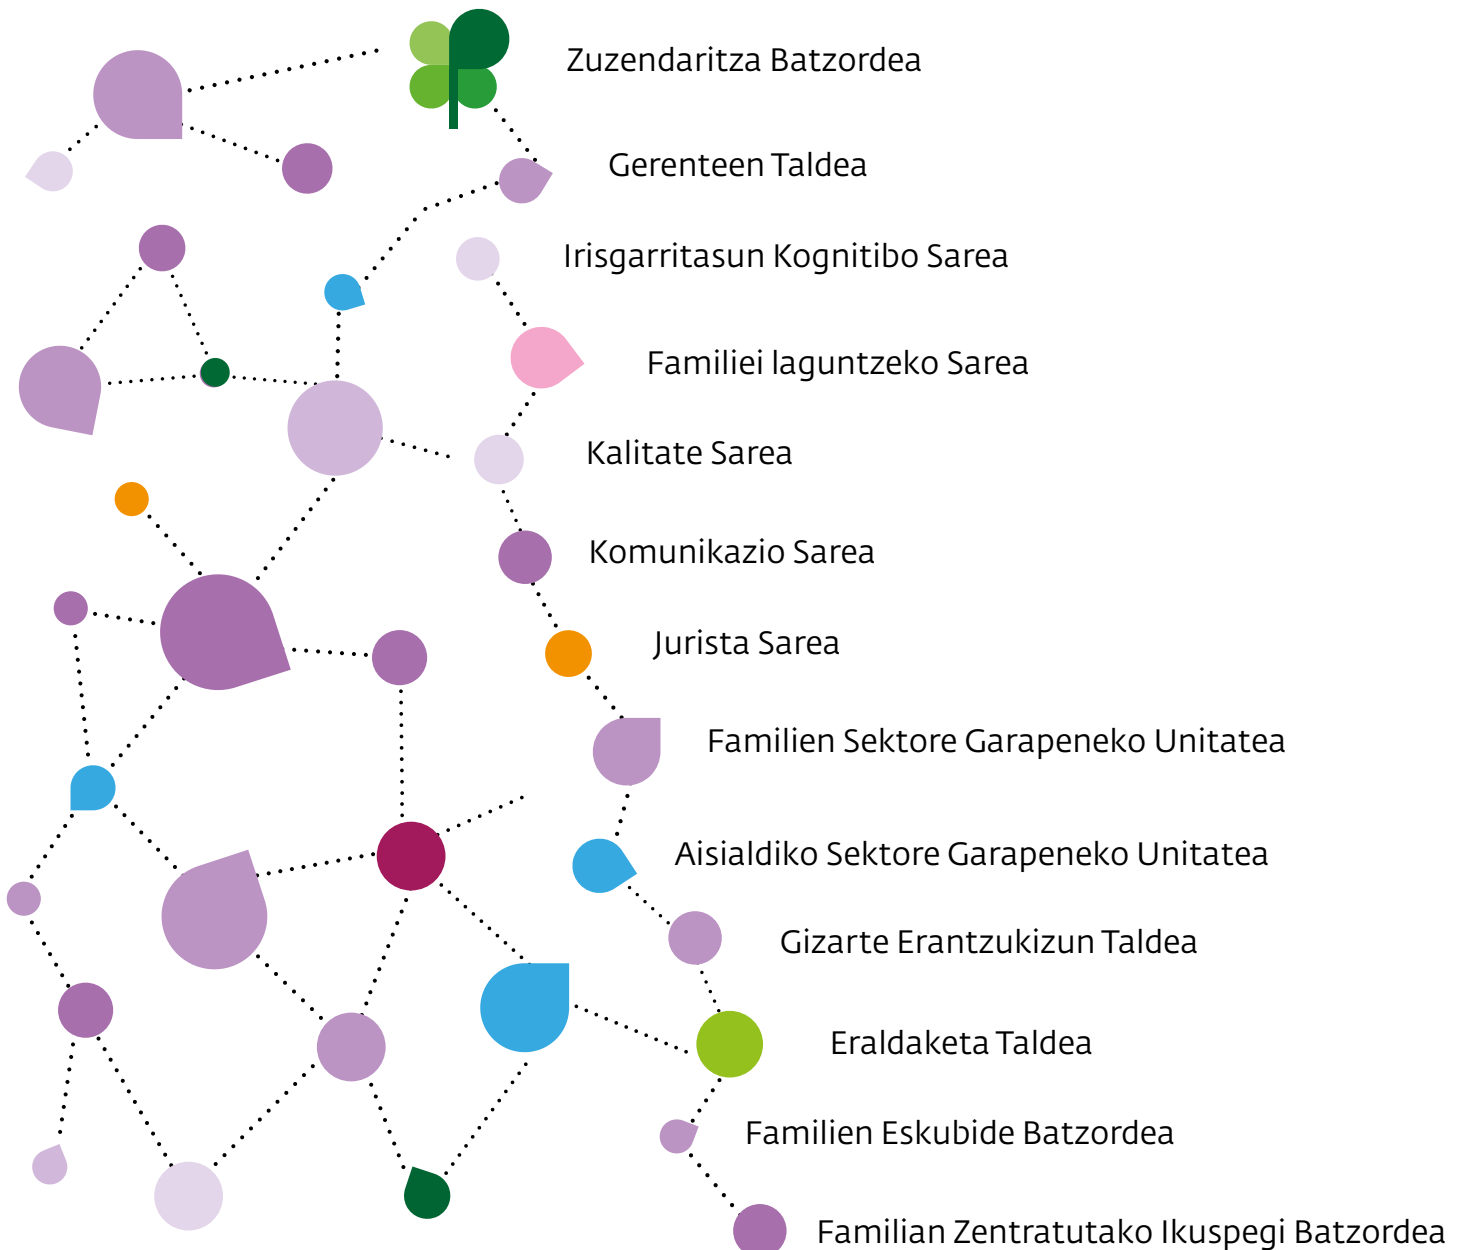 Zuzendaritza Batzordea
Gerenteen Taldea
Irisgarritasun Kognitibo Sarea
Familiei laguntzeko Sarea
Kalitate Sarea
Komunikazio Sarea
Jurista Sarea
Familien Sektore Garapeneko Unitatea
Aisialdiko Sektore Garapeneko Unitatea
Gizarte Erantzukizun Taldea
Eraldaketa Taldea
Familien Eskubide Batzordea
Familian Zentratutako Ikuspegi Batzordea